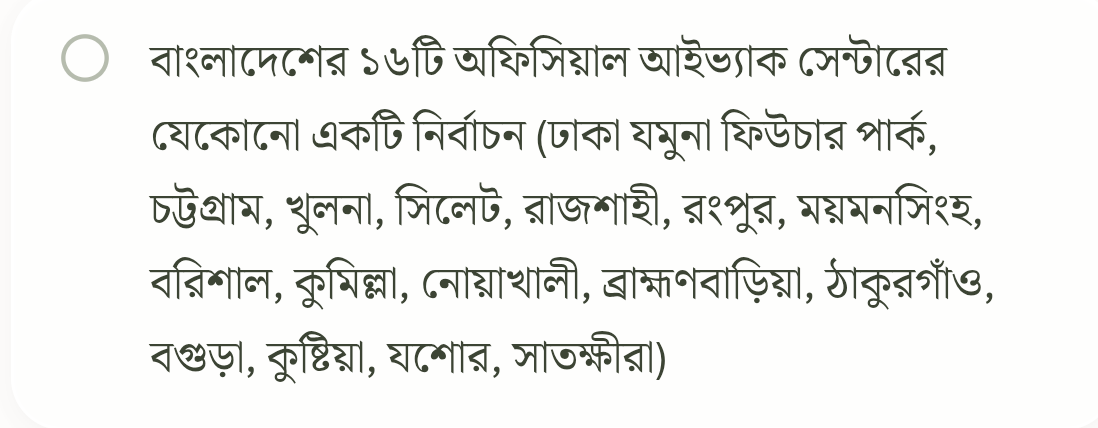 বাংলাদেশের ১৬টি অফিসিয়াল আইভ্যাক সেন্টারের
যেকোনো একটি নির্বাচন (ঢাকা যমুনা ফিউচার পার্ক,
চট্টগ্রাম, খুলনা, সিলেট, রাজশাহী, রংপুর, ময়মনসিংহ,
বরিশাল, কুমিল্লা, নোয়াখালী, ব্রাহ্মণবাড়িয়া, ঠাকুরগাঁও,
বগুড়া, কুষ্টিয়া, যশোর, সাতক্ষীরা)